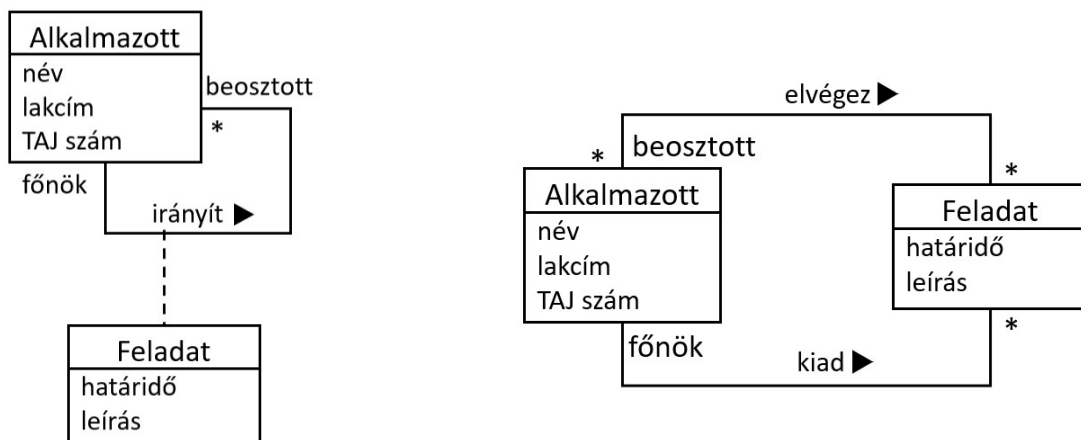 Alkalmazott
név
lakcím
TAJ szám
beosztott
*
főnök
irányít
Feladat
határidő
leírás
elvégez
*
beosztott
*
Alkalmazott
név
lakcím
TAJ szám
Feladat
határidő
leírás
*
főnök
kiad